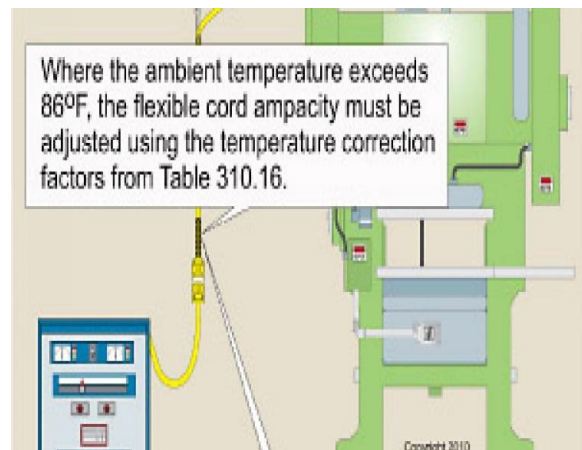 Where the ambient temperature exceeds
86ºF, the flexible cord ampacity must be
adjusted using the temperature correction
factors from Table 310.16.
Copyright 2010